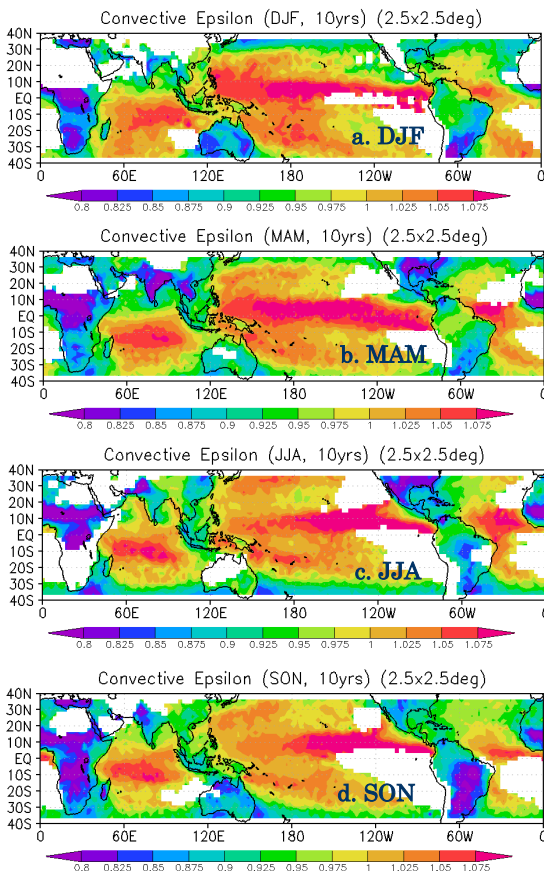 Convective Epsilon (DJF, 10yrs) (2.5x2.5deg)
40N
30N
20N
10N
EQ
10S
20S
30S
40S
a. DJF
0 60E 120E 180 120W 60W 0
0.8 0.825 0.85 0.875 0.9 0.925 0.95 0.975 1 1.025 1.05 1.075
Convective Epsilon (MAM, 10yrs) (2.5x2.5deg)
40N
30N
20N
10N
EQ
10S
20S
30S
40S
b. MAM
0 60E 120E 180 120W 60W 0
0.8 0.825 0.85 0.875 0.9 0.925 0.95 0.975 1 1.025 1.05 1.075
Convective Epsilon (JJA, 10yrs) (2.5x2.5deg)
40N
30N
20N
10N
EQ
10S
20S
30S
40S
c. JJA
0 60E 120E 180 120W 60W 0
0.8 0.825 0.85 0.875 0.9 0.925 0.95 0.975 1 1.025 1.05 1.075
Convective Epsilon (SON, 10yrs) (2.5x2.5deg)
40N
30N
20N
10N
EQ
10S
20S
30S
40S
d. SON
0 60E 120E 180 120W 60W 0
0.8 0.825 0.85 0.875 0.9 0.925 0.95 0.975 1 1.025 1.05 1.075